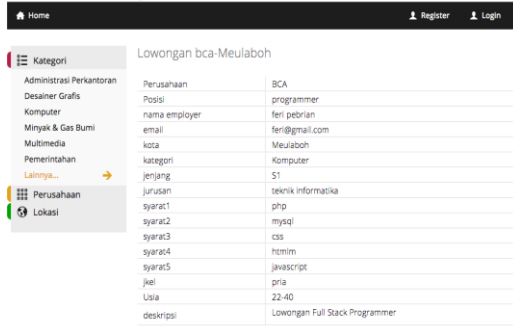 Home Register Login
Kategori
Administrasi Perkantoran
Desainer Grafis
Komputer
Minyak & Gas Bumi
Multimedia
Pemerintahan
Lainnya...
Perusahaan
Lokasi
Lowongan bca-Meulaboh
Perusahaan BCA
Posisi programmer
nama employer feri pebrian
email feri@gmail.com
kota Meulaboh
kategori Komputer
jenjang S1
jurusan teknik informatika
syarat1 php
syarat2 mysql
syarat3 css
syarat4 htmlm
syarat5 javascript
jkel pria
Usia 22-40
deskripsi Lowongan Full Stack Programmer